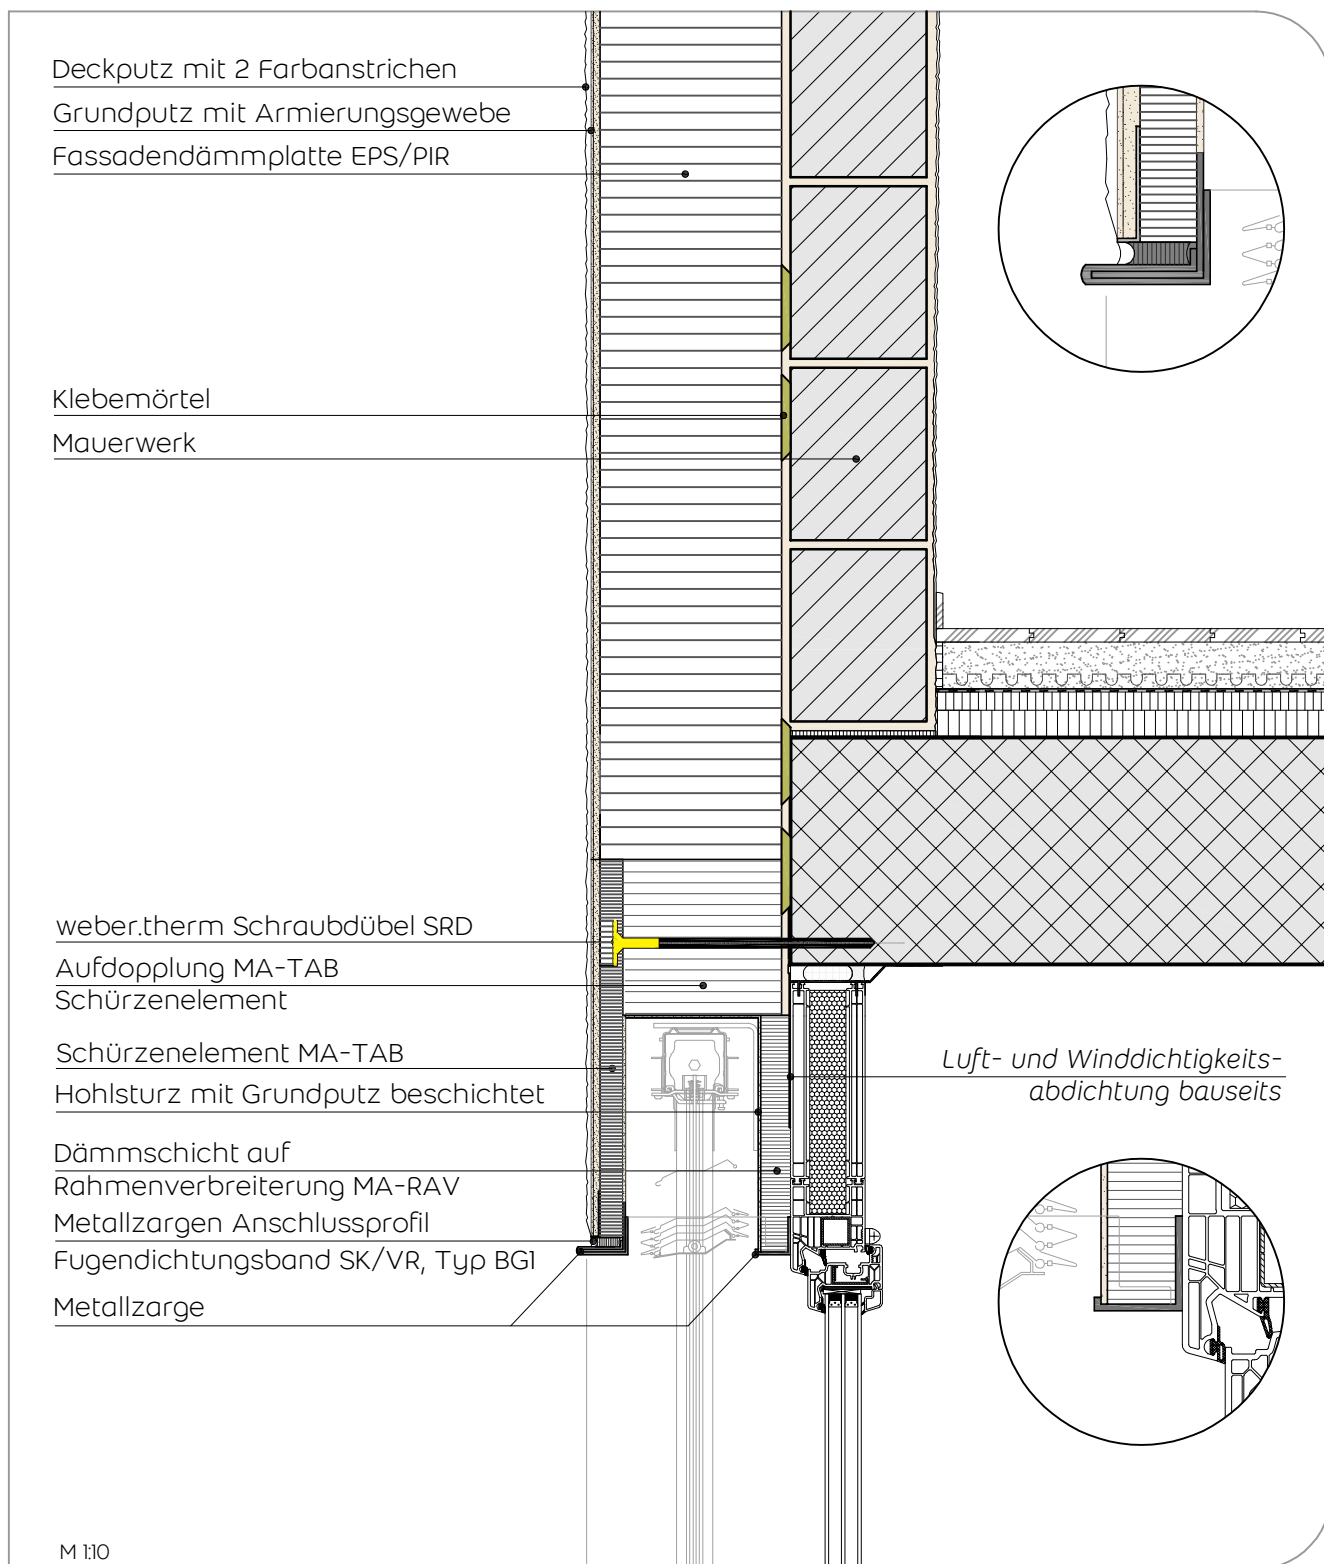 Deckputz mit 2 Farbanstrichen
Grundputz mit Armierungsgewebe
Fassadendämmplatte EPS/PIR
Klebemörtel
Mauerwerk
weber.therm Schraubdübel SRD
Aufdopplung MA-TAB
Schürzenelement
Schürzenelement MA-TAB
Hohlsturz mit Grundputz beschichtet
Luft- und Winddichtigkeits-
abdichtung bauseits
Dämmschicht auf
Rahmenverbreiterung MA-RAV
Metallzargen Anschlussprofil
Fugendichtungsband SK/VR, Typ BG1
Metallzarge
M 1:10